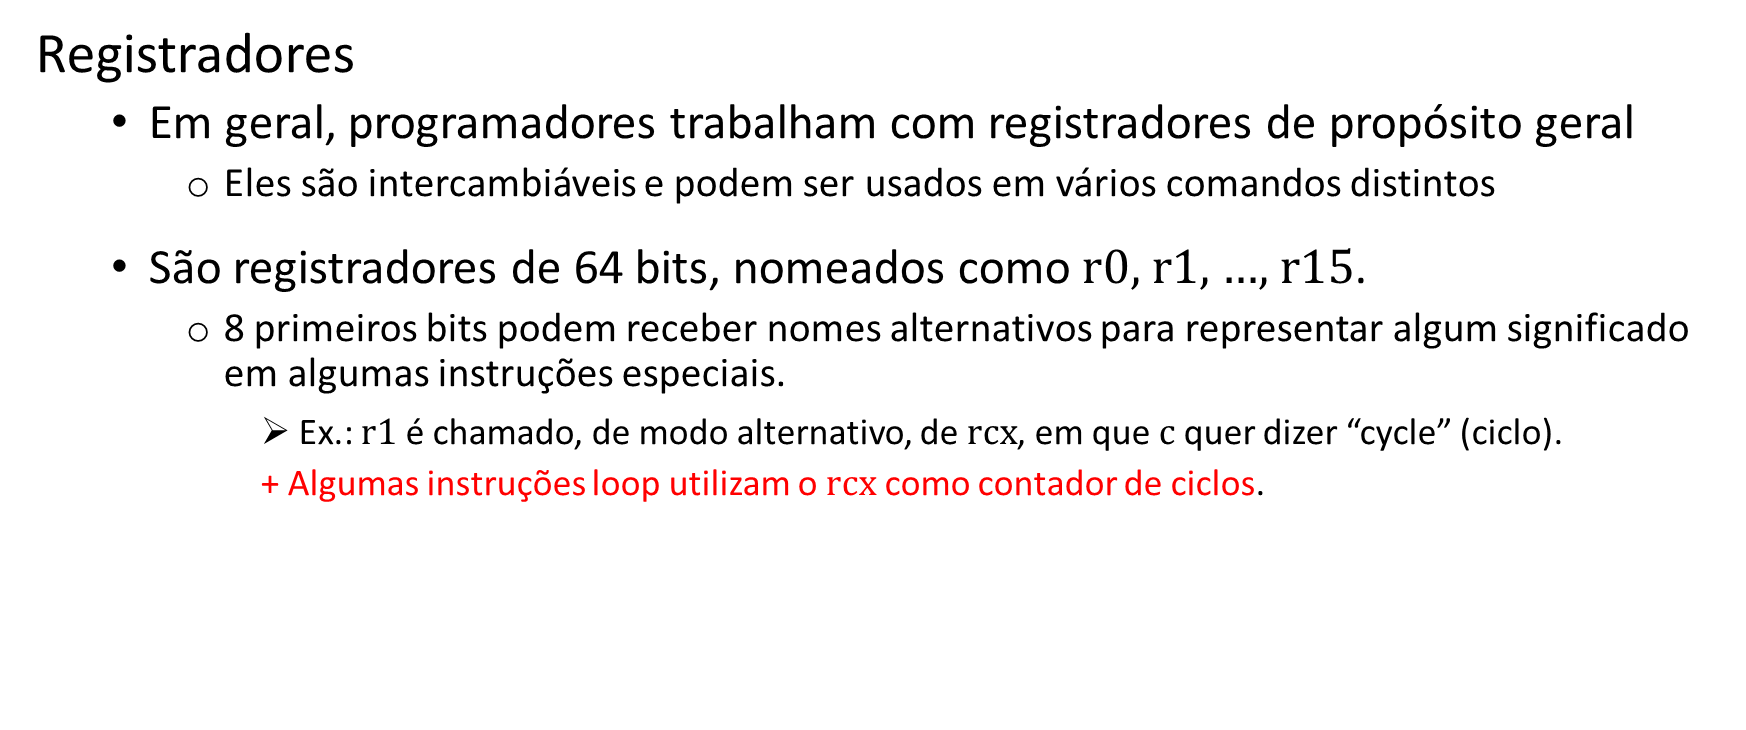 Registradores
• Em geral, programadores trabalham com registradores de propósito geral
o Eles são intercambiáveis e podem ser usados em vários comandos distintos
• São registradores de 64 bits, nomeados como r0, r1, ..., r15.
o 8 primeiros bits podem receber nomes alternativos para representar algum significado
em algumas instruções especiais.
➢ Ex.: r1 é chamado, de modo alternativo, de rcx, em que c quer dizer “cycle” (ciclo).
+ Algumas instruções loop utilizam o rcx como contador de ciclos.